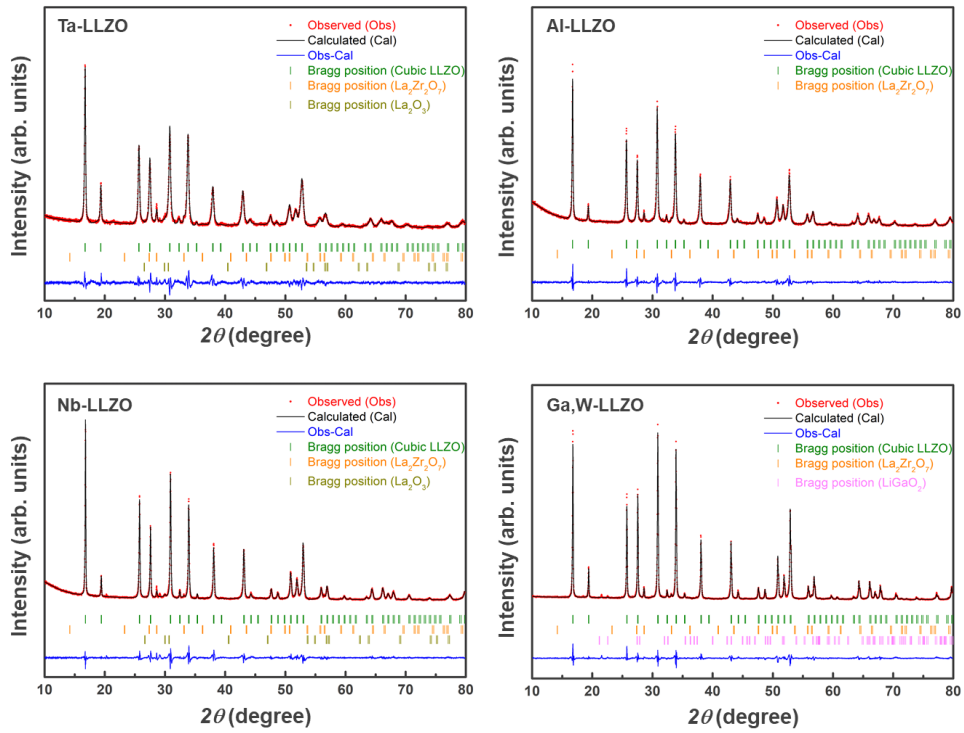 Ta-LLZO
Observed (Obs)
Calculated (Cal)
Obs-Cal
Bragg position (Cubic LLZO)
Bragg position (La₂Zr₂O₇)
Bragg position (La₂O₃)
Intensity (arb. units)
10 20 30 40 50 60 70 80
2θ (degree)
Al-LLZO
Observed (Obs)
Calculated (Cal)
Obs-Cal
Bragg position (Cubic LLZO)
Bragg position (La₂Zr₂O₇)
Intensity (arb. units)
10 20 30 40 50 60 70 80
2θ (degree)
Nb-LLZO
Observed (Obs)
Calculated (Cal)
Obs-Cal
Bragg position (Cubic LLZO)
Bragg position (La₂Zr₂O₇)
Bragg position (La₂O₃)
Intensity (arb. units)
10 20 30 40 50 60 70 80
2θ (degree)
Ga,W-LLZO
Observed (Obs)
Calculated (Cal)
Obs-Cal
Bragg position (Cubic LLZO)
Bragg position (La₂Zr₂O₇)
Bragg position (LiGaO₂)
Intensity (arb. units)
10 20 30 40 50 60 70 80
2θ (degree)